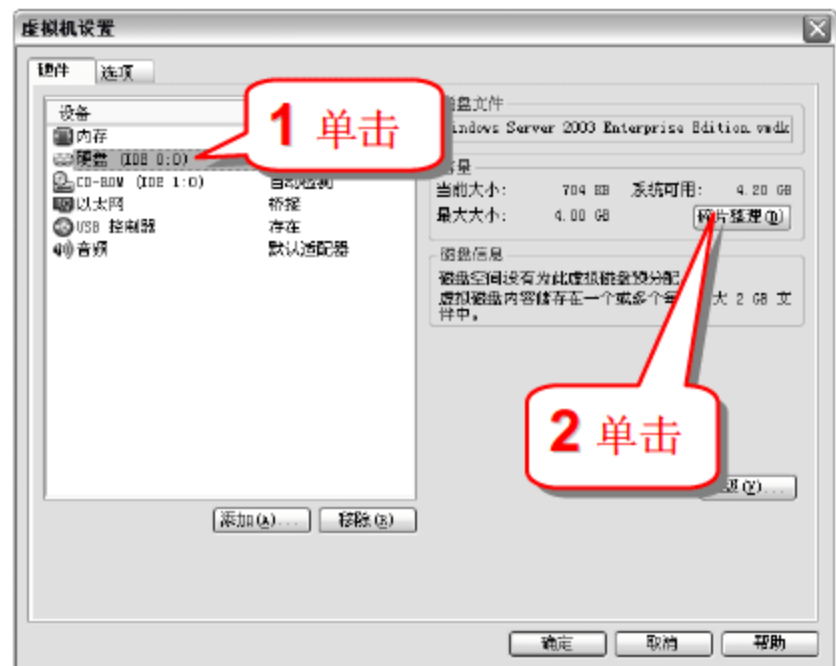 虚拟机设置
硬件 选项
设备
1 单击
磁盘文件
indows Server 2003 Enterprise Edition.vmdk
内存
硬盘 (IDE 0:0)
CD-ROM (IDE 1:0) 自动检测
以太网 桥接
USB 控制器 存在
音频 默认适配器
当前大小: 704 KB 系统可用: 4.20 GB
最大大小: 4.00 GB 碎片整理(D)
磁盘信息
磁盘空间没有为此虚拟磁盘预分配
虚拟磁盘内容储存在一个或多个 大 2 GB 文
件中。
2 单击
(V)...
添加(A)... 移除(R)
确定 取消 帮助